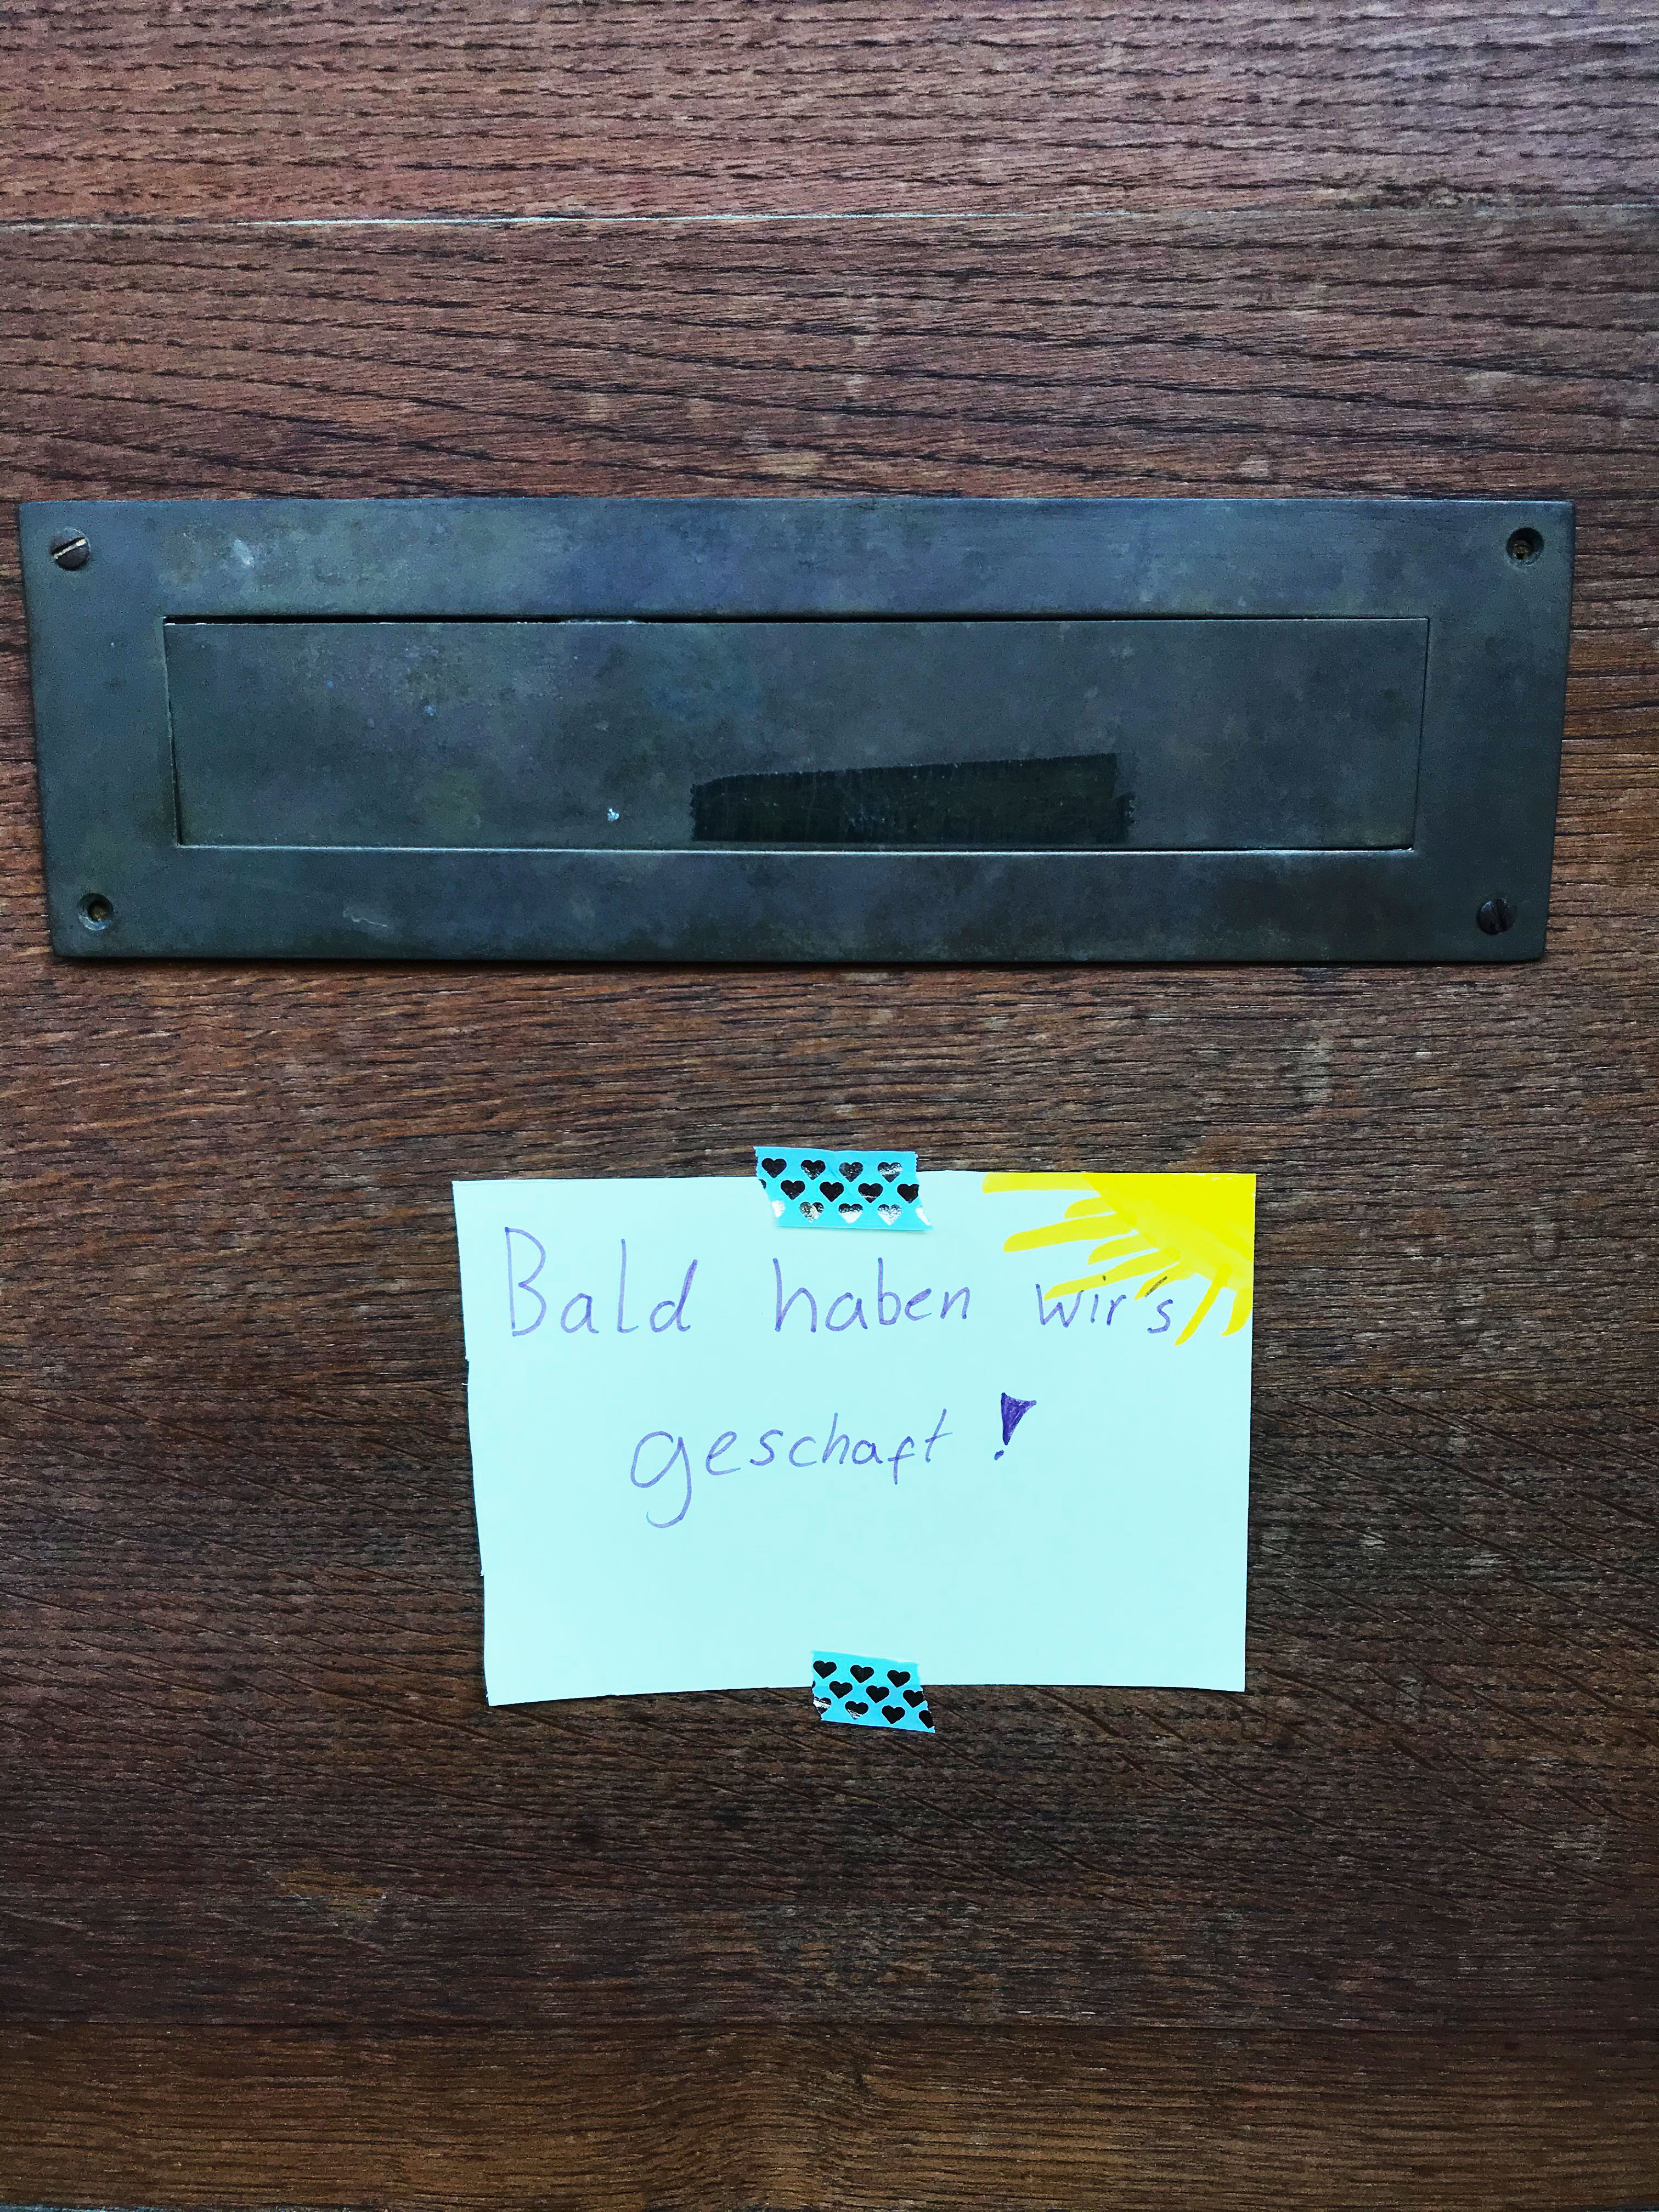 Bald haben wir's
geschaft!